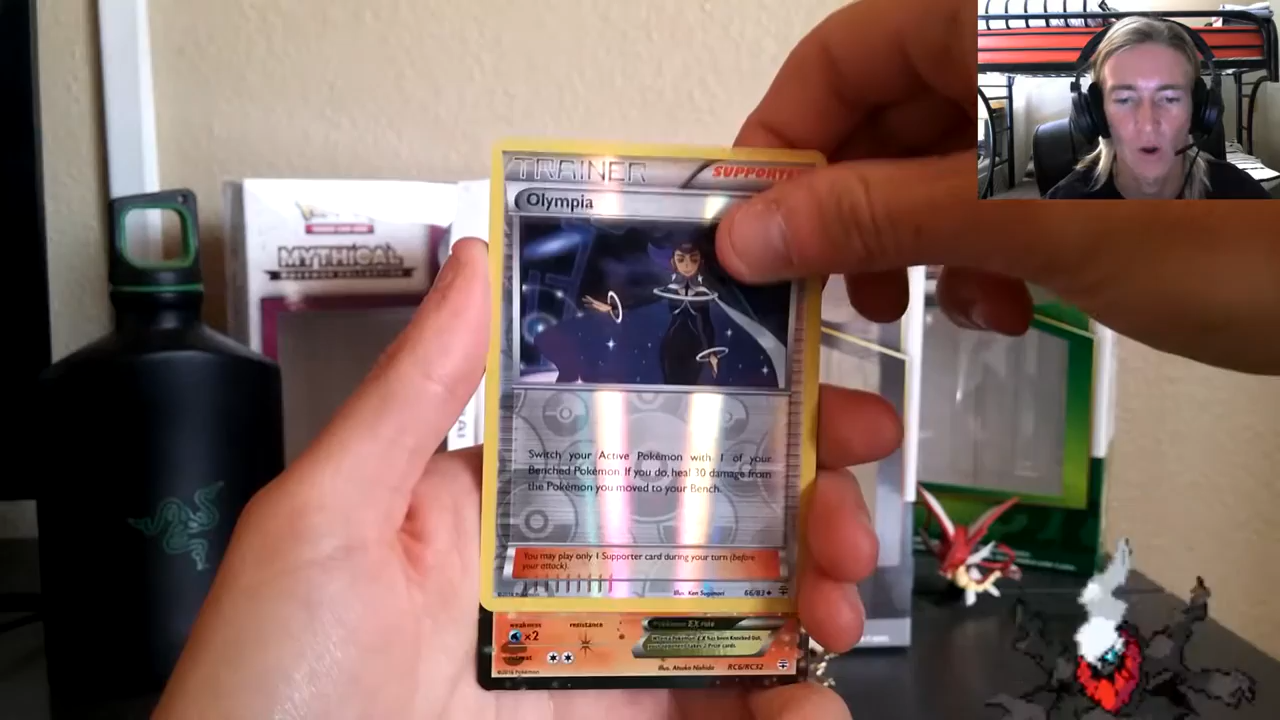 MYTHICAL
TRAINER
SUPPORTER
Olympia
Switch your Active Pokémon with 1 of your
Benched Pokémon. If you do, heal 30 damage from
the Pokémon you moved to your Bench.
You may play only 1 Supporter card during your turn (before
your attack).
©2016 Pokémon
Illus. Ken Sugimori
66/83
weakness
resistance
×2
retreat
Pokémon EX rule
When a Pokémon-EX has been Knocked Out,
your opponent takes 2 Prize cards.
©2016 Pokémon
Illus. Atsuko Nishida
RC6/RC32